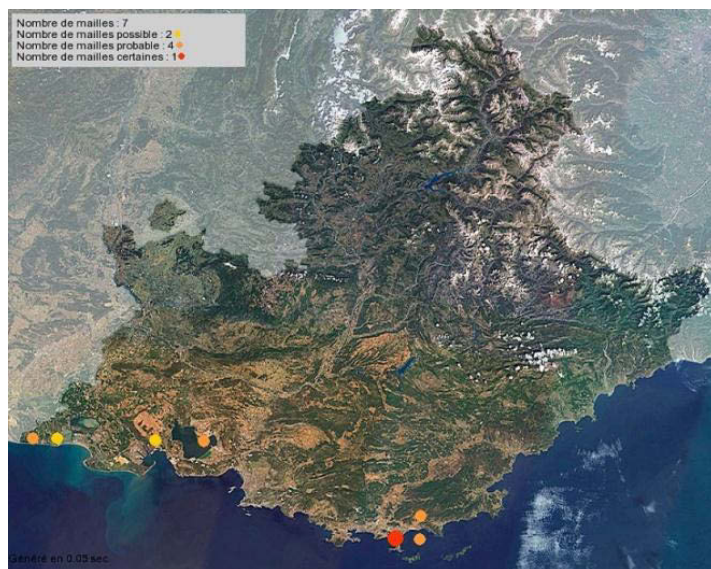 Nombre de mailles : 7
Nombre de mailles possible : 2
Nombre de mailles probable : 4
Nombre de mailles certaines : 1
Généré en 0.05 sec